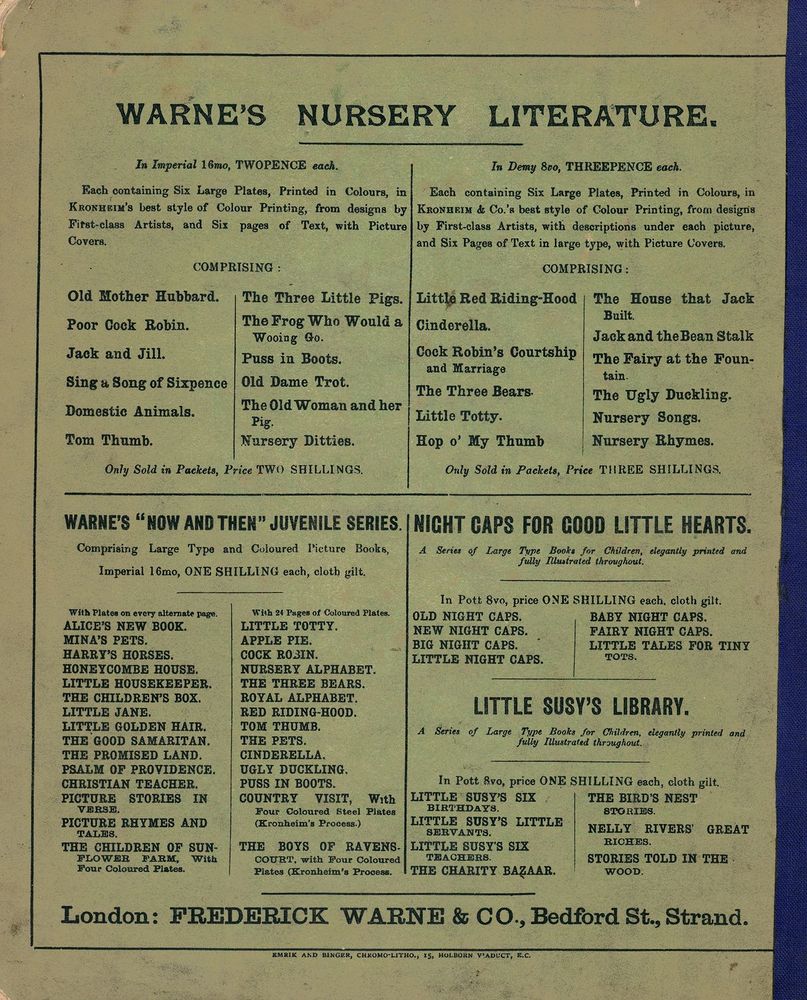 WARNE'S NURSERY LITERATURE.
In Imperial 16mo, TWOPENCE each.
Each containing Six Large Plates, Printed in Colours, in
KRONHEIM'S best style of Colour Printing, from designs by
First-class Artists, and Six pages of Text, with Picture
Covers.
COMPRISING :
Old Mother Hubbard.
Poor Cock Robin.
Jack and Jill.
Sing a Song of Sixpence
Domestic Animals.
Tom Thumb.
The Three Little Pigs.
The Frog Who Would a
Wooing Go.
Puss in Boots.
Old Dame Trot.
The Old Woman and her
Pig.
Nursery Ditties.
Only Sold in Packets, Price TWO SHILLINGS.
In Demy 8vo, THREEPENCE each.
Each containing Six Large Plates, Printed in Colours, in
KRONHEIM & Co.'s best style of Colour Printing, from designs
by First-class Artists, with descriptions under each picture,
and Six Pages of Text in large type, with Picture Covers.
COMPRISING :
Little Red Riding-Hood
Cinderella.
Cock Robin's Courtship
and Marriage
The Three Bears.
Little Totty.
Hop o' My Thumb
The House that Jack
Built.
Jack and the Bean Stalk
The Fairy at the Foun-
tain.
The Ugly Duckling.
Nursery Songs.
Nursery Rhymes.
Only Sold in Packets, Price THREE SHILLINGS.
WARNE'S "NOW AND THEN" JUVENILE SERIES.
Comprising Large Type and Coloured Picture Books,
Imperial 16mo, ONE SHILLING each, cloth gilt.
With Plates on every alternate page.
ALICE'S NEW BOOK.
MINA'S PETS.
HARRY'S HORSES.
HONEYCOMBE HOUSE.
LITTLE HOUSEKEEPER.
THE CHILDREN'S BOX.
LITTLE JANE.
LITTLE GOLDEN HAIR.
THE GOOD SAMARITAN.
THE PROMISED LAND.
PSALM OF PROVIDENCE.
CHRISTIAN TEACHER.
PICTURE STORIES IN
VERSE.
PICTURE RHYMES AND
TALES.
THE CHILDREN OF SUN-
FLOWER FARM, With
Four Coloured Plates.
With 24 Pages of Coloured Plates.
LITTLE TOTTY.
APPLE PIE.
COCK ROBIN.
NURSERY ALPHABET.
THE THREE BEARS.
ROYAL ALPHABET.
RED RIDING-HOOD.
TOM THUMB.
THE PETS.
CINDERELLA.
UGLY DUCKLING.
PUSS IN BOOTS.
COUNTRY VISIT, With
Four Coloured Steel Plates
(Kronheim's Process.)
THE BOYS OF RAVENS-
COURT, with Four Coloured
Plates (Kronheim's Process.
NIGHT CAPS FOR GOOD LITTLE HEARTS.
A Series of Large Type Books for Children, elegantly printed and
fully Illustrated throughout.
In Pott 8vo, price ONE SHILLING each, cloth gilt.
OLD NIGHT CAPS.
NEW NIGHT CAPS.
BIG NIGHT CAPS.
LITTLE NIGHT CAPS.
BABY NIGHT CAPS.
FAIRY NIGHT CAPS.
LITTLE TALES FOR TINY
TOTS.
LITTLE SUSY'S LIBRARY.
A Series of Large Type Books for Children, elegantly printed and
fully Illustrated throughout.
In Pott 8vo, price ONE SHILLING each, cloth gilt.
LITTLE SUSY'S SIX
BIRTHDAYS.
LITTLE SUSY'S LITTLE
SERVANTS.
LITTLE SUSY'S SIX
TEACHERS.
THE CHARITY BAZAAR.
THE BIRD'S NEST
STORIES.
NELLY RIVERS' GREAT
RICHES.
STORIES TOLD IN THE
WOOD.
London: FREDERICK WARNE & CO., Bedford St., Strand.
EMRIK AND BINGER, CHROMO-LITHO., 15, HOLBORN VIADUCT, E.C.